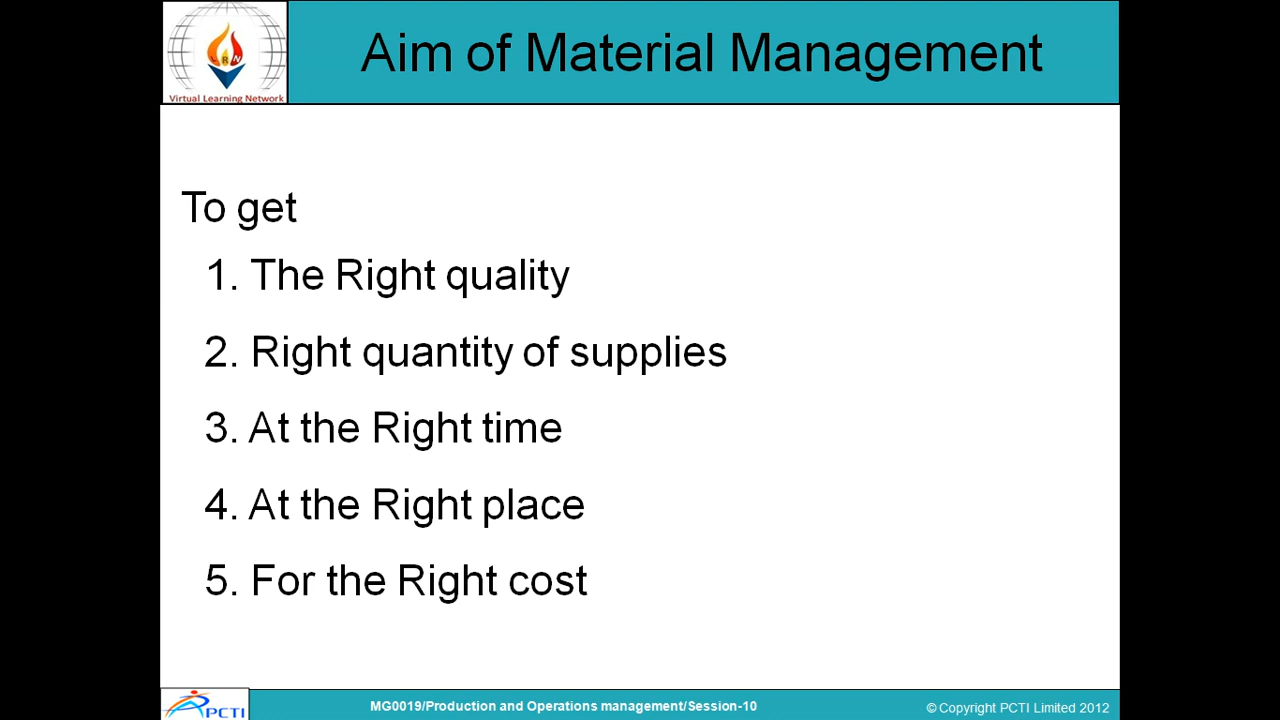 Aim of Material Management
LRN
Virtual Learning Network
To get
1. The Right quality
2. Right quantity of supplies
3. At the Right time
4. At the Right place
5. For the Right cost
PCTI
MG0019/Production and Operations management/Session-10
© Copyright PCTI Limited 2012